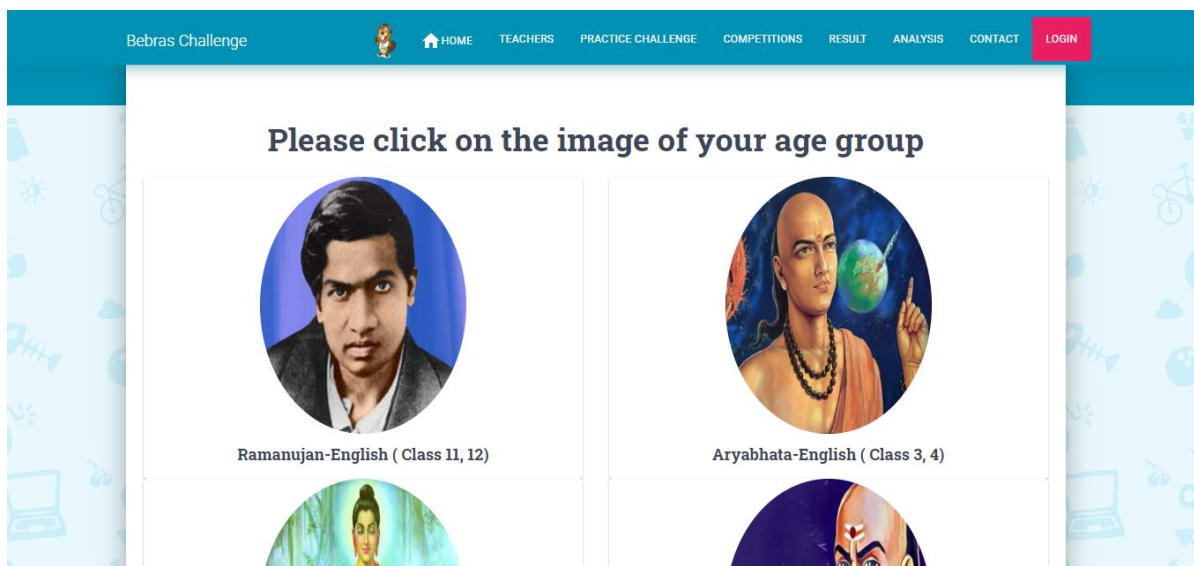 Bebras Challenge
HOME TEACHERS PRACTICE CHALLENGE COMPETITIONS RESULT ANALYSIS CONTACT LOGIN
Please click on the image of your age group
Ramanujan-English ( Class 11, 12)
Aryabhata-English ( Class 3, 4)